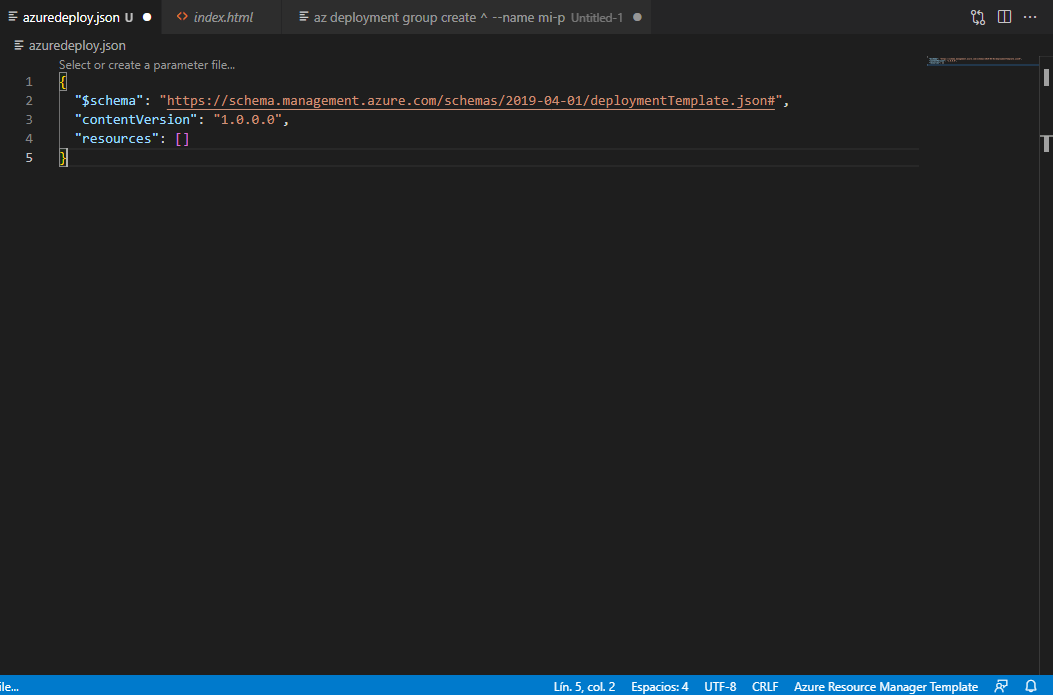 azuredeploy.json U
index.html
az deployment group create ^ --name mi-p Untitled-1
azuredeploy.json
Select or create a parameter file...
1 {
2 "$schema": "https://schema.management.azure.com/schemas/2019-04-01/deploymentTemplate.json#",
3 "contentVersion": "1.0.0.0",
4 "resources": []
5 }
ile... Lín. 5, col. 2 Espacios: 4 UTF-8 CRLF Azure Resource Manager Template